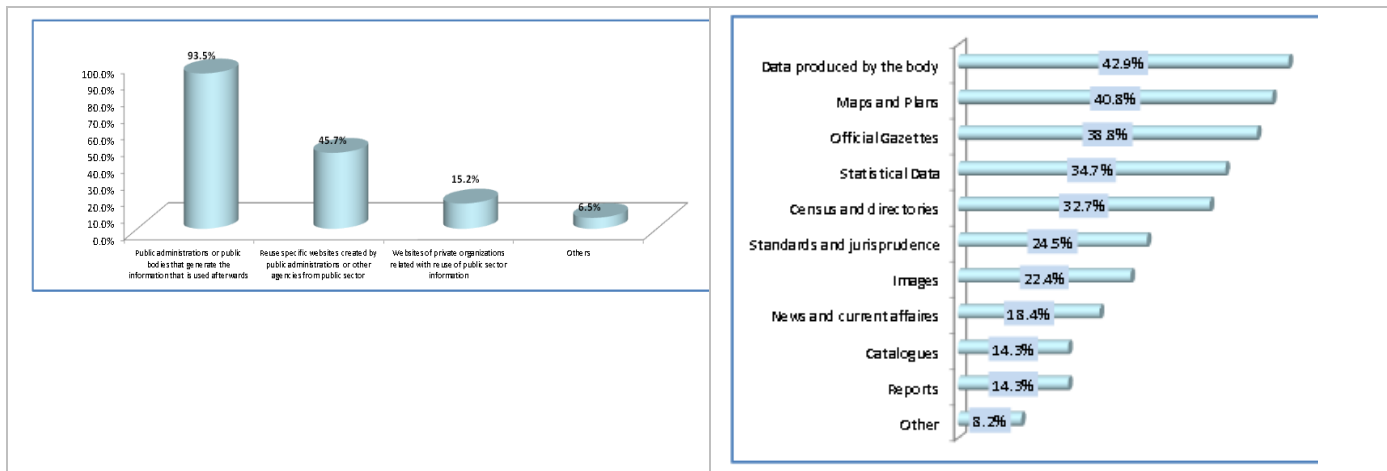 93.5%
100.0%
90.0%
80.0%
70.0%
60.0%
50.0%
40.0%
30.0%
20.0%
10.0%
0.0%
45.7%
15.2%
6.5%
Public administrations or public
bodies that generate the
information that is used afterwards
Reuse specific websites created by
public administrations or other
agencies from public sector
Websites of private organizations
related with reuse of public sector
information
Others
Data produced by the body 42.9%
Maps and Plans 40.8%
Official Gazettes 38.8%
Statistical Data 34.7%
Census and directories 32.7%
Standards and jurisprudence 24.5%
Images 22.4%
News and current affaires 18.4%
Catalogues 14.3%
Reports 14.3%
Other 8.2%